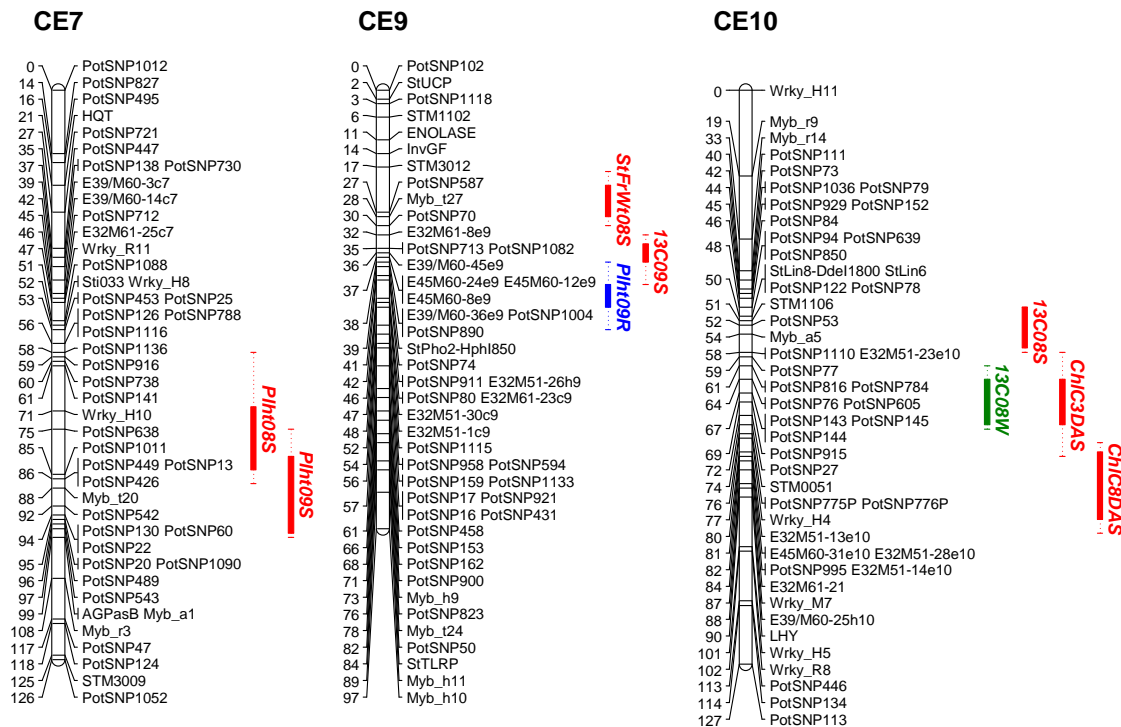 CE7
0 PotSNP1012
14 PotSNP827
16 PotSNP495
21 HQT
27 PotSNP721
35 PotSNP447
37 PotSNP138 PotSNP730
39 E39/M60-3c7
42 E39/M60-14c7
45 PotSNP712
46 E32M61-25c7
47 Wrky_R11
51 PotSNP1088
52 Sti033 Wrky_H8
53 PotSNP453 PotSNP25
PotSNP126 PotSNP788
56 PotSNP1116
58 PotSNP1136
59 PotSNP916
60 PotSNP738
61 PotSNP141
71 Wrky_H10
75 PotSNP638
85 PotSNP1011
PotSNP449 PotSNP13
86 PotSNP426
88 Myb_t20
92 PotSNP542
PotSNP130 PotSNP60
94 PotSNP22
95 PotSNP20 PotSNP1090
96 PotSNP489
97 PotSNP543
99 AGPasB Myb_a1
108 Myb_r3
117 PotSNP47
118 PotSNP124
125 STM3009
126 PotSNP1052
Plht08S
Plht09S
CE9
0 PotSNP102
2 StUCP
3 PotSNP1118
6 STM1102
11 ENOLASE
14 InvGF
17 STM3012
27 PotSNP587
28 Myb_t27
30 PotSNP70
32 E32M61-8e9
35 PotSNP713 PotSNP1082
36 E39/M60-45e9
E45M60-24e9 E45M60-12e9
37 E45M60-8e9
E39/M60-36e9 PotSNP1004
38 PotSNP890
39 StPho2-HphI850
41 PotSNP74
42 PotSNP911 E32M51-26h9
46 PotSNP80 E32M61-23c9
47 E32M51-30c9
48 E32M51-1c9
52 PotSNP1115
54 PotSNP958 PotSNP594
56 PotSNP159 PotSNP1133
PotSNP17 PotSNP921
57 PotSNP16 PotSNP431
61 PotSNP458
66 PotSNP153
68 PotSNP162
71 PotSNP900
73 Myb_h9
76 PotSNP823
78 Myb_t24
82 PotSNP50
84 StTLRP
89 Myb_h11
97 Myb_h10
StFrWt08S
13C09S
Plht09R
CE10
0 Wrky_H11
19 Myb_r9
33 Myb_r14
40 PotSNP111
42 PotSNP73
44 PotSNP1036 PotSNP79
45 PotSNP929 PotSNP152
46 PotSNP84
PotSNP94 PotSNP639
48 PotSNP850
StLin8-DdeI1800 StLin6
50 PotSNP122 PotSNP78
51 STM1106
52 PotSNP53
54 Myb_a5
58 PotSNP1110 E32M51-23e10
59 PotSNP77
61 PotSNP816 PotSNP784
64 PotSNP76 PotSNP605
PotSNP143 PotSNP145
67 PotSNP144
69 PotSNP915
72 PotSNP27
74 STM0051
76 PotSNP775P PotSNP776P
77 Wrky_H4
80 E32M51-13e10
81 E45M60-31e10 E32M51-28e10
82 PotSNP995 E32M51-14e10
84 E32M61-21
87 Wrky_M7
88 E39/M60-25h10
90 LHY
101 Wrky_H5
102 Wrky_R8
113 PotSNP446
114 PotSNP134
127 PotSNP113
13C08S
13C08W
ChlC3DAS
ChlC8DAS